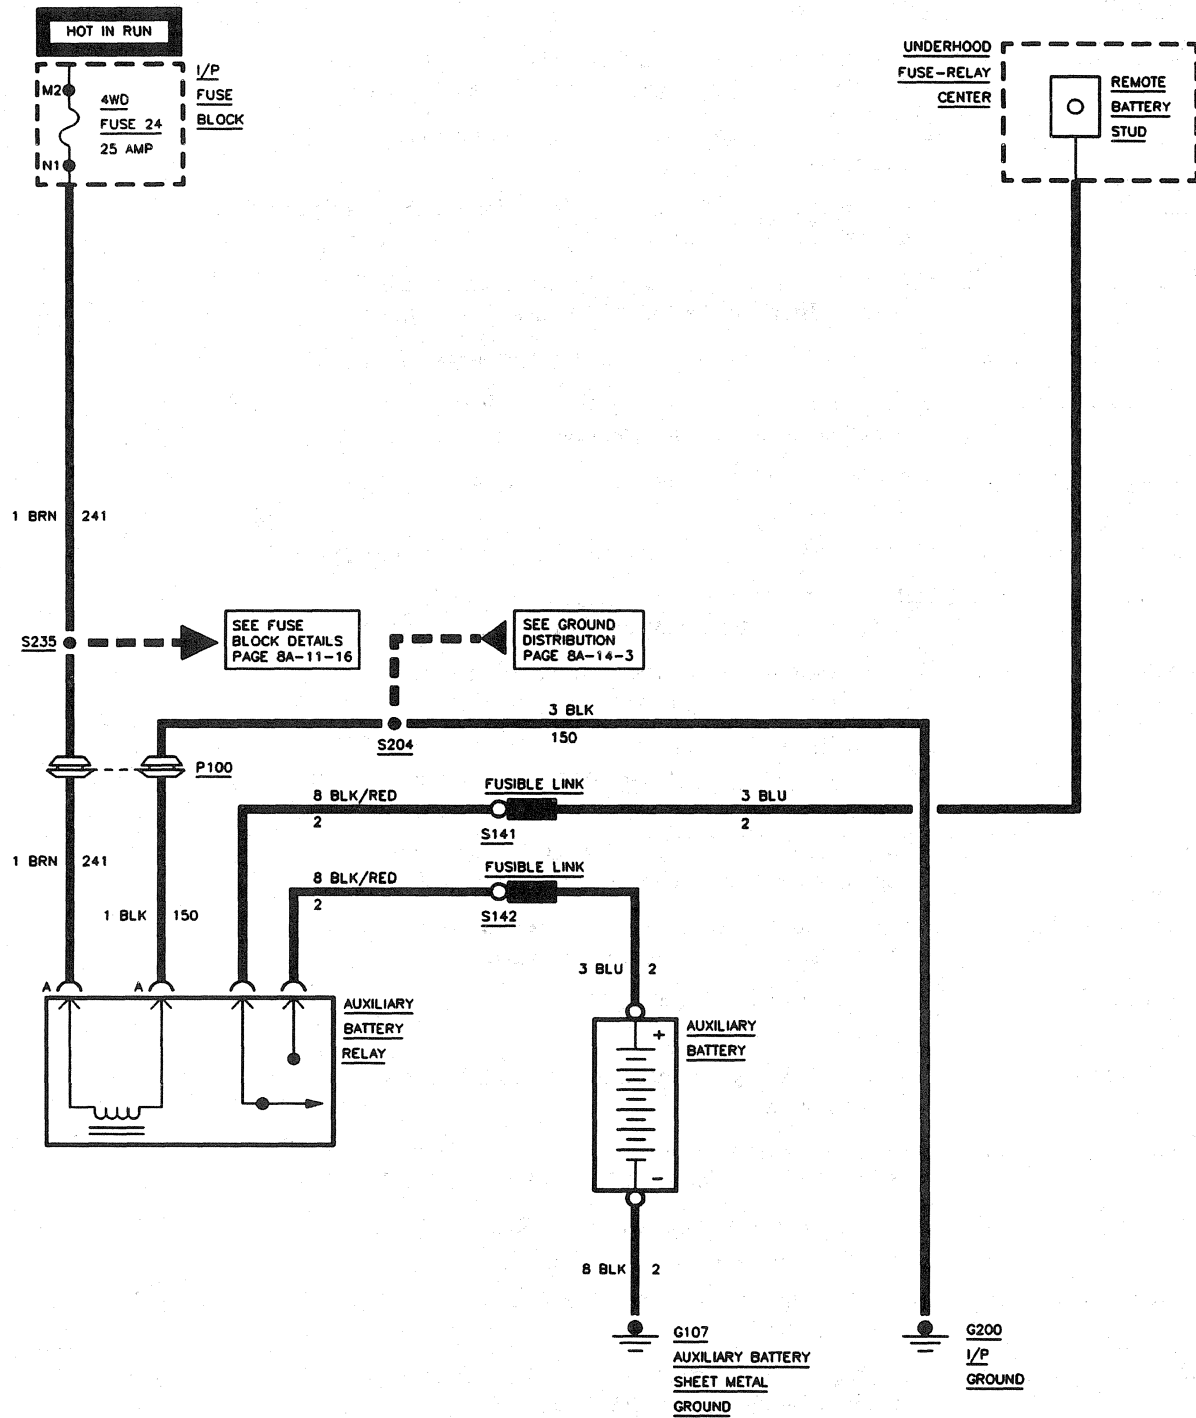 HOT IN RUN
M2
4WD
FUSE 24
25 AMP
N1
I/P
FUSE
BLOCK
UNDERHOOD
FUSE-RELAY
CENTER
REMOTE
BATTERY
STUD
1 BRN 241
S235
SEE FUSE
BLOCK DETAILS
PAGE 8A-11-16
SEE GROUND
DISTRIBUTION
PAGE 8A-14-3
S204
3 BLK
150
P100
8 BLK/RED
2
FUSIBLE LINK
S141
3 BLU
2
1 BRN 241
8 BLK/RED
2
FUSIBLE LINK
S142
1 BLK 150
3 BLU 2
A
A
AUXILIARY
BATTERY
RELAY
+
AUXILIARY
BATTERY
-
8 BLK 2
G107
AUXILIARY BATTERY
SHEET METAL
GROUND
G200
I/P
GROUND